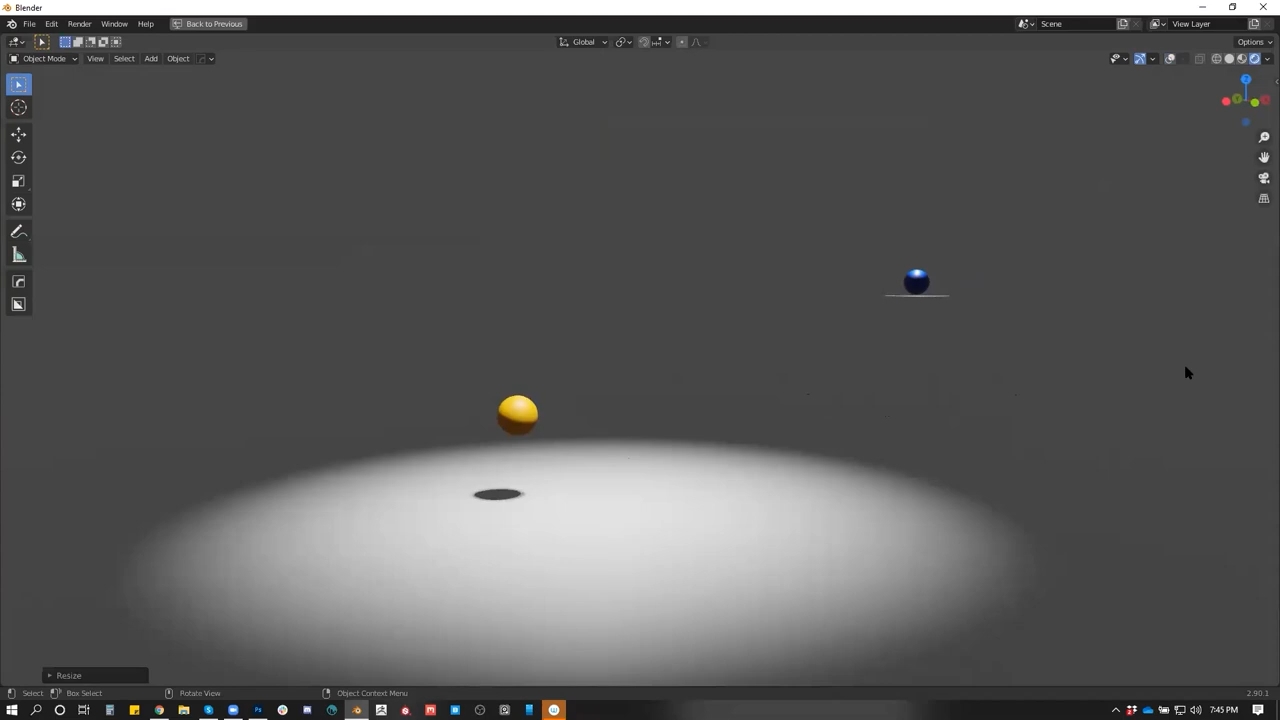 Blender
File Edit Render Window Help Back to Previous Scene View Layer
Global Options
Object Mode View Select Add Object
Z
Y
Resize
Select Box Select Rotate View Object Context Menu 2.90.1
7:45 PM